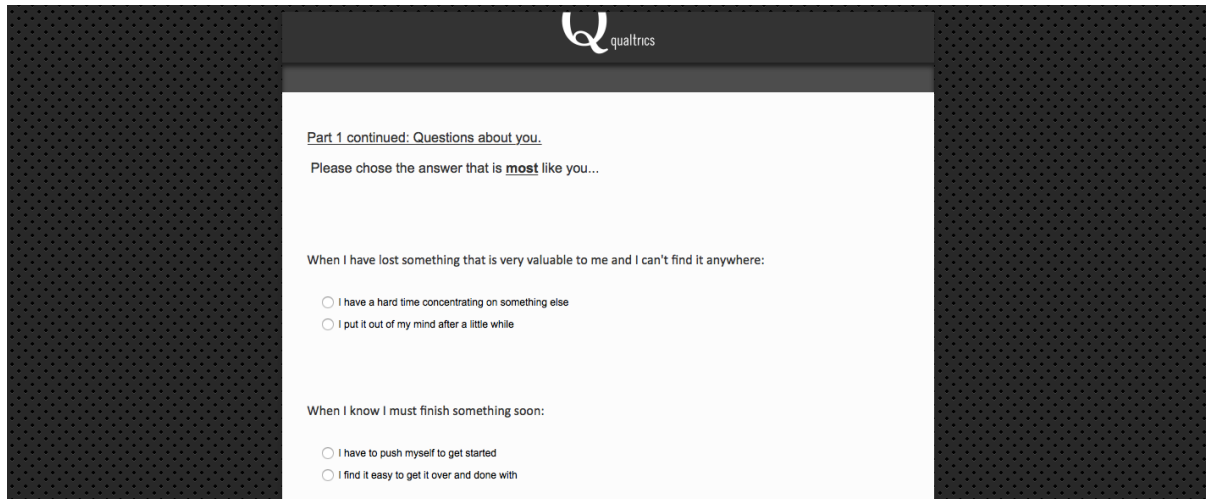 Q qualtrics
Part 1 continued: Questions about you.
Please chose the answer that is most like you...
When I have lost something that is very valuable to me and I can't find it anywhere:
I have a hard time concentrating on something else
I put it out of my mind after a little while
When I know I must finish something soon:
I have to push myself to get started
I find it easy to get it over and done with